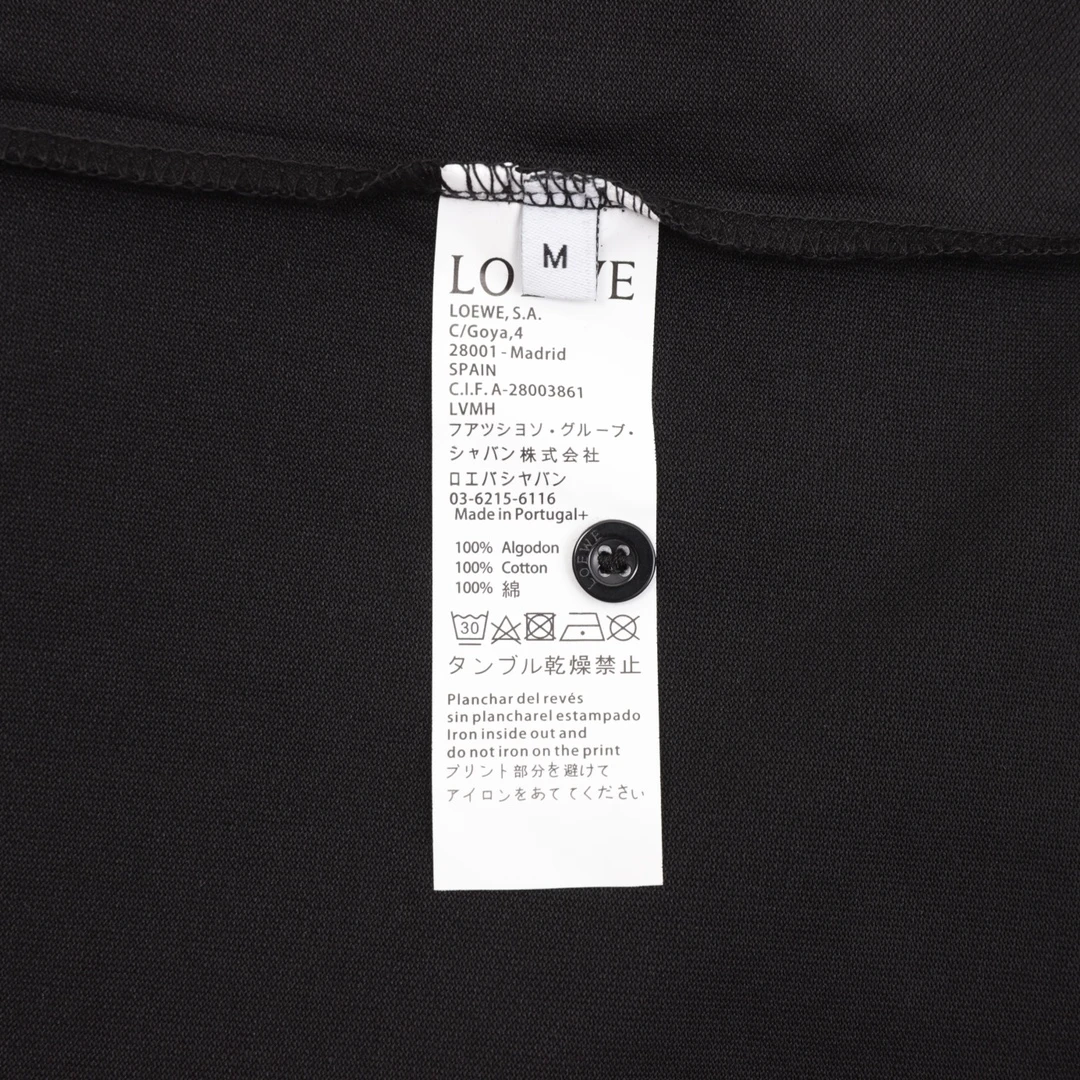 M
LOEWE
LOEWE, S.A.
C/Goya,4
28001 - Madrid
SPAIN
C.I.F. A-28003861
LVMH
フアツシヨソ・グループ・
シャバン株式会社
ロエバシヤバン
03-6215-6116
Made in Portugal+
100% Algodon
100% Cotton
100% 綿
LOEWE
30
タンブル乾燥禁止
Planchar del revés
sin plancharel estampado
Iron inside out and
do not iron on the print
プリント部分を避けて
アイロンをあててください